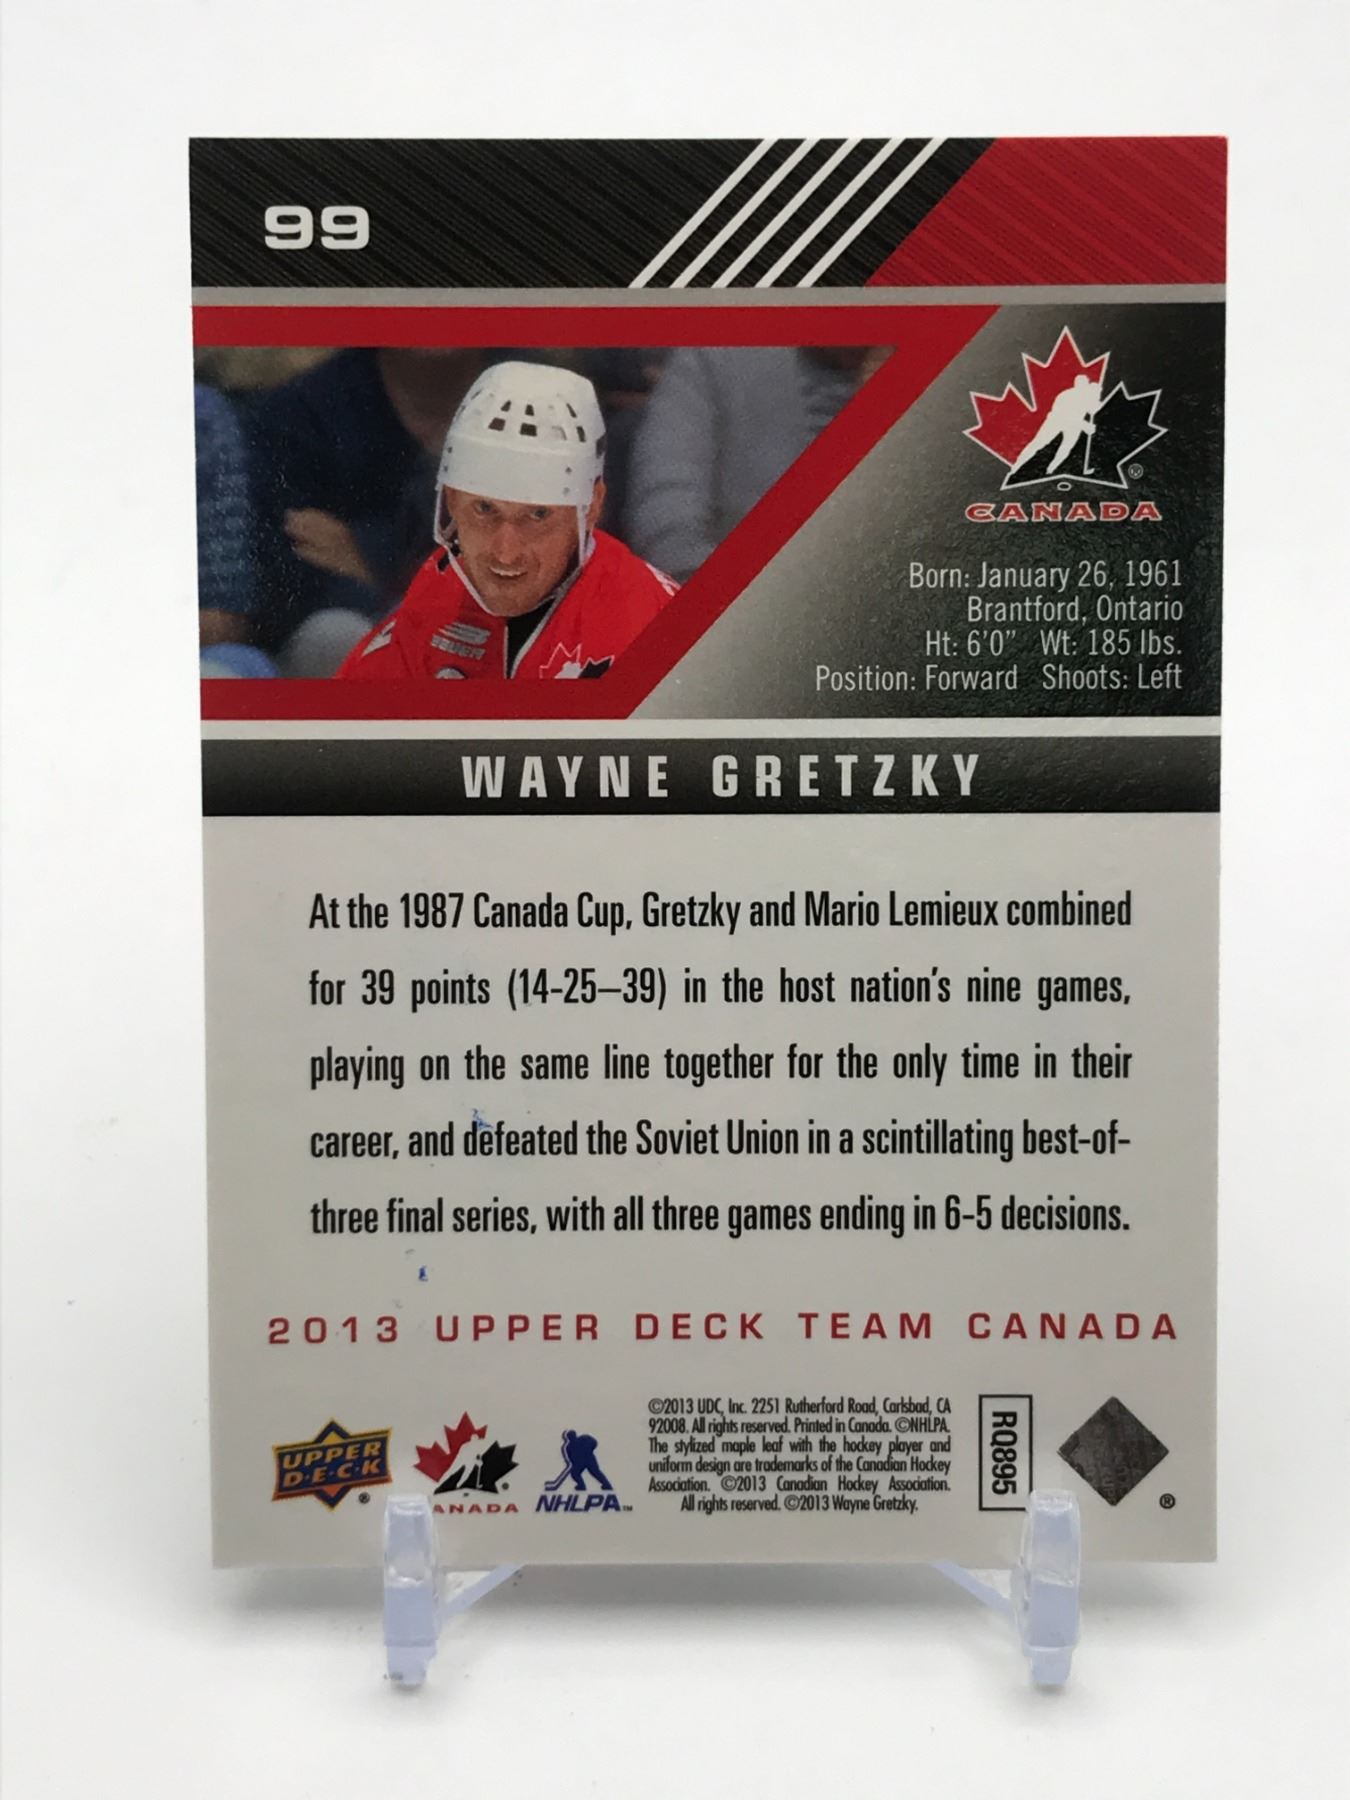 99
CANADA
Born: January 26, 1961
Brantford, Ontario
Ht: 6'0" Wt: 185 lbs.
Position: Forward Shoots: Left
BAUER
WAYNE GRETZKY
At the 1987 Canada Cup, Gretzky and Mario Lemieux combined
for 39 points (14-25—39) in the host nation's nine games,
playing on the same line together for the only time in their
career, and defeated the Soviet Union in a scintillating best-of-
three final series, with all three games ending in 6-5 decisions.
2013 UPPER DECK TEAM CANADA
UPPER
D·E·C·K
®
ANADA
NHLPA™
©2013 UDC, Inc. 2251 Rutherford Road, Carlsbad, CA
92008. All rights reserved. Printed in Canada. ©NHLPA.
The stylized maple leaf with the hockey player and
uniform design are trademarks of the Canadian Hockey
Association. ©2013 Canadian Hockey Association.
All rights reserved. ©2013 Wayne Gretzky.
RQ895
®